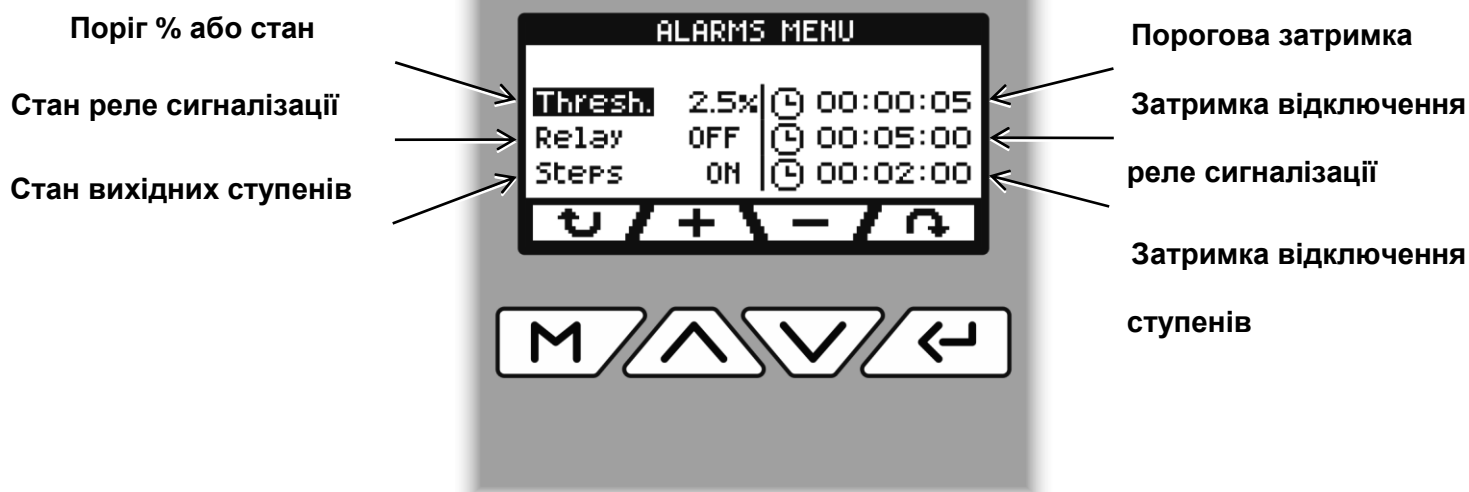 Поріг % або стан
Стан реле сигналізації
Стан вихідних ступенів
ALARMS MENU
Thresh. 2.5% 00:00:05
Relay OFF 00:05:00
Steps ON 00:02:00
+ −
M
Порогова затримка
Затримка відключення
реле сигналізації
Затримка відключення
ступенів